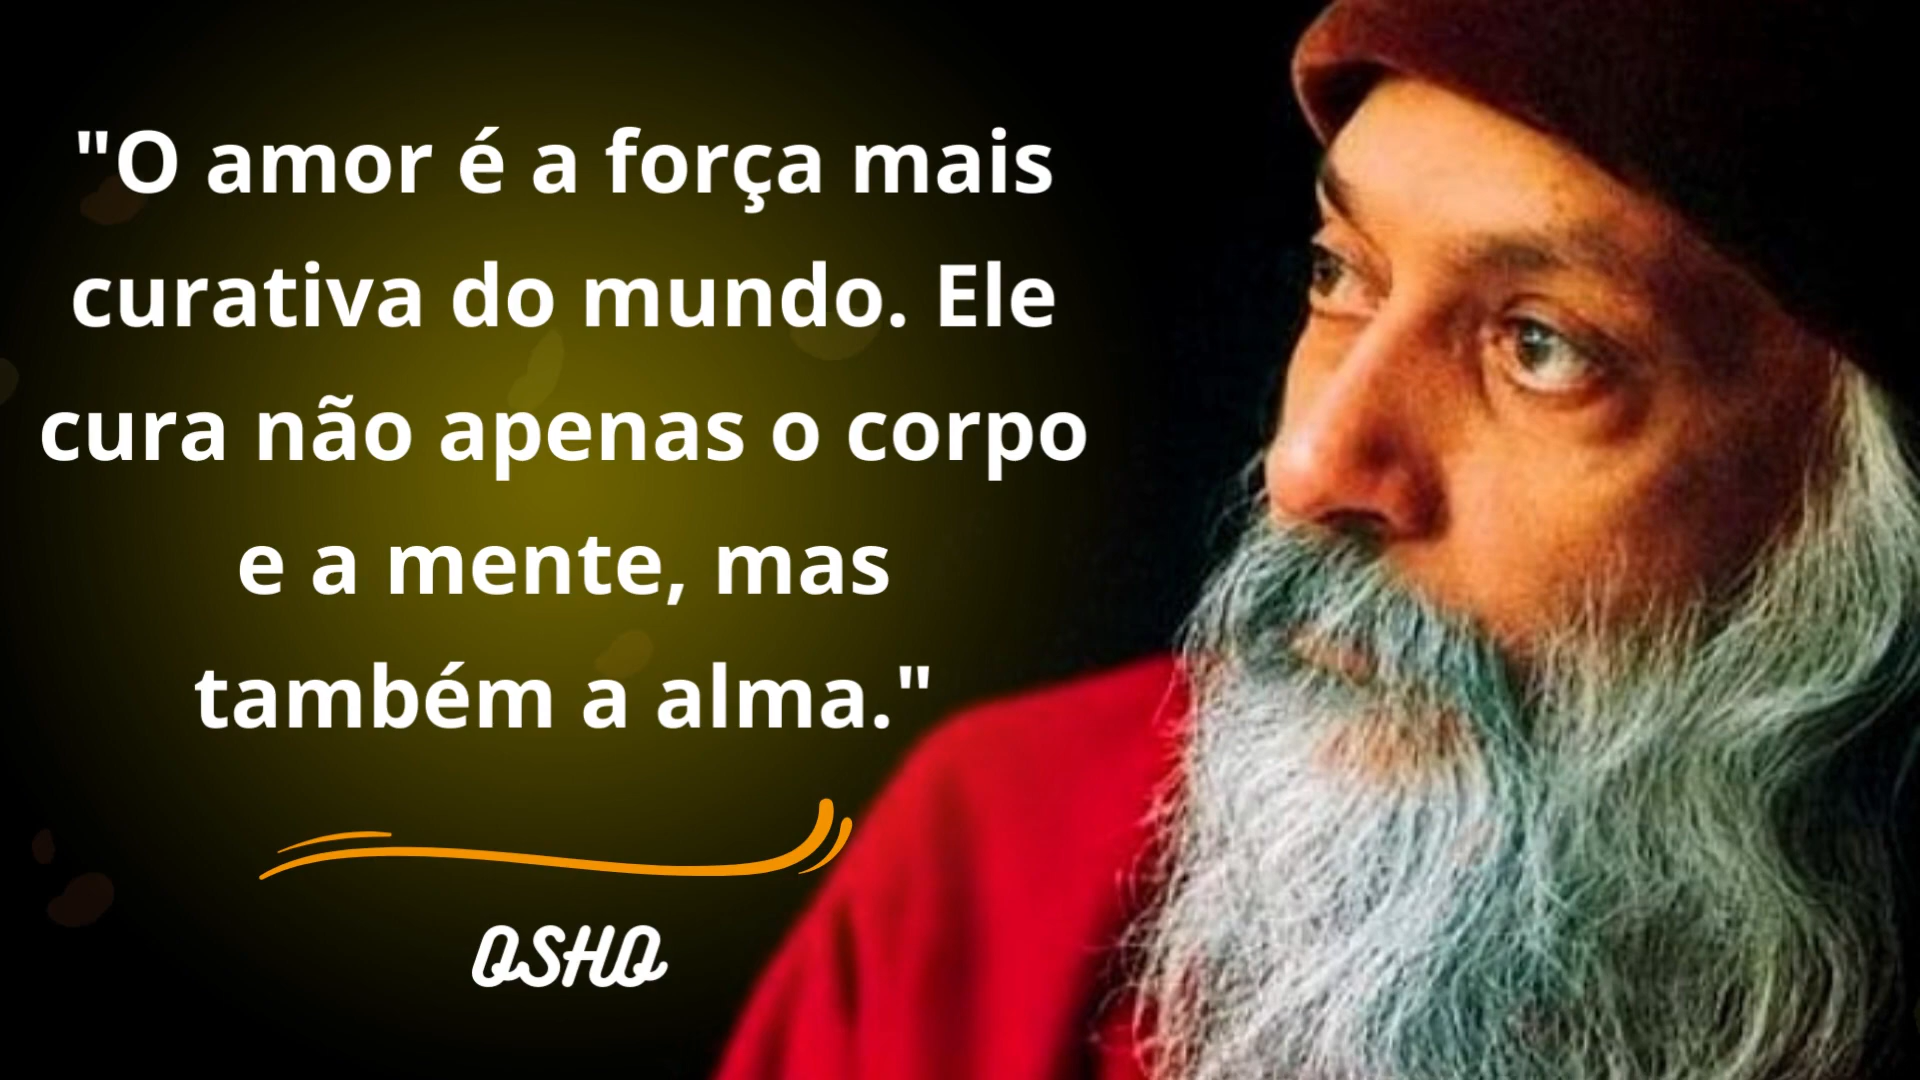 "O amor é a força mais
curativa do mundo. Ele
cura não apenas o corpo
e a mente, mas
também a alma."
OSHO